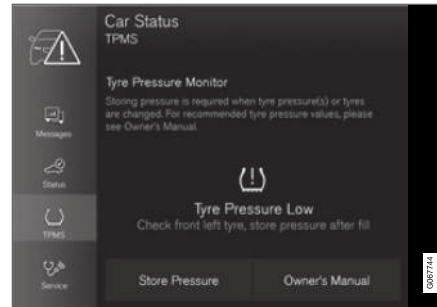 Car Status
TPMS
Tyre Pressure Monitor
Storing pressure is required when tyre pressure(s) or tyres
are changed. For recommended tyre pressure values, please
see Owner's Manual.
Messages
Status
TPMS
Service
Tyre Pressure Low
Check front left tyre, store pressure after fill
Store Pressure
Owner's Manual
G067744